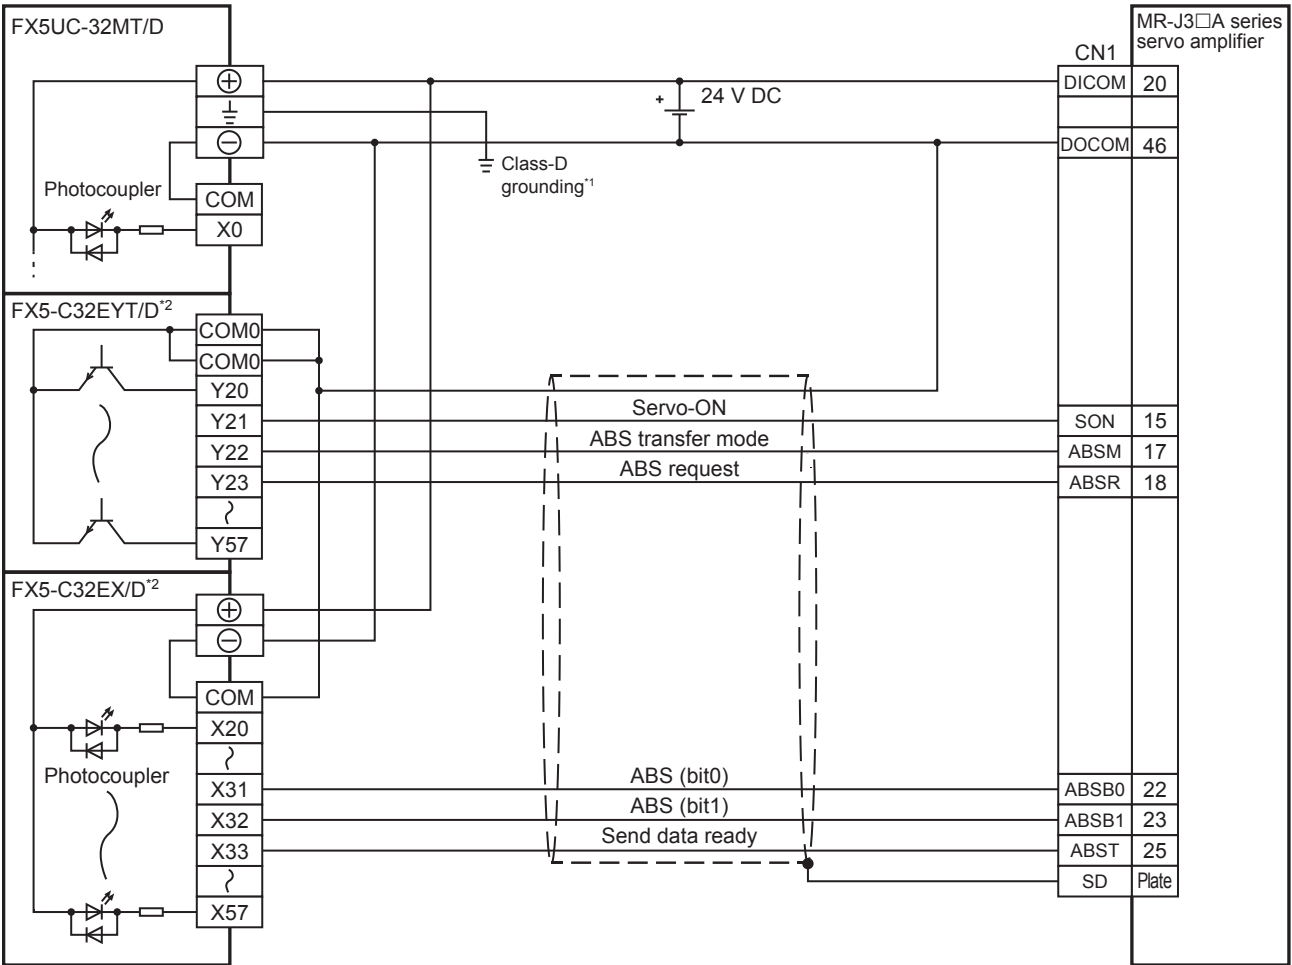 FX5UC-32MT/D
MR-J3□A series
servo amplifier
CN1
+
24 V DC
DICOM 20
DOCOM 46
Class-D
grounding*1
Photocoupler
COM
X0
FX5-C32EYT/D*2
COM0
COM0
Y20
Y21
Servo-ON
SON 15
Y22
ABS transfer mode
ABSM 17
Y23
ABS request
ABSR 18
Y57
FX5-C32EX/D*2
COM
X20
Photocoupler
X31
ABS (bit0)
ABSB0 22
X32
ABS (bit1)
ABSB1 23
X33
Send data ready
ABST 25
SD Plate
X57